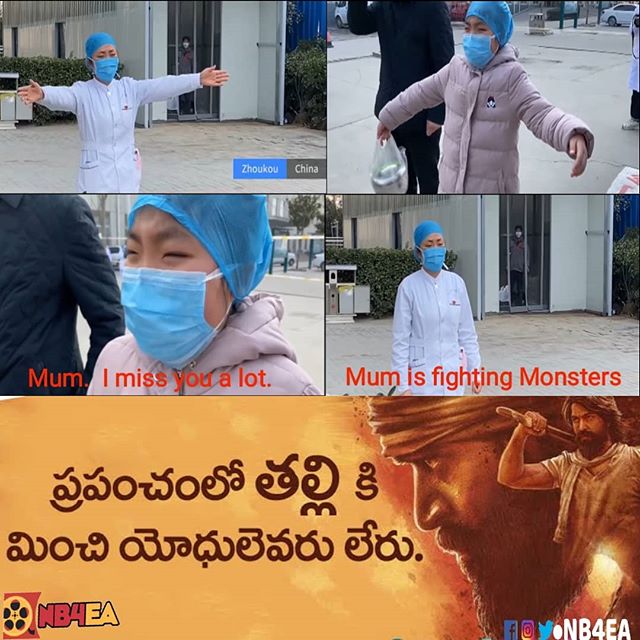 Zhoukou China
Mum. I miss you a lot.
Mum is fighting Monsters
ప్రపంచంలో తల్లి కి
మించి యోధులెవరు లేరు.
NB4EA
NB4EA